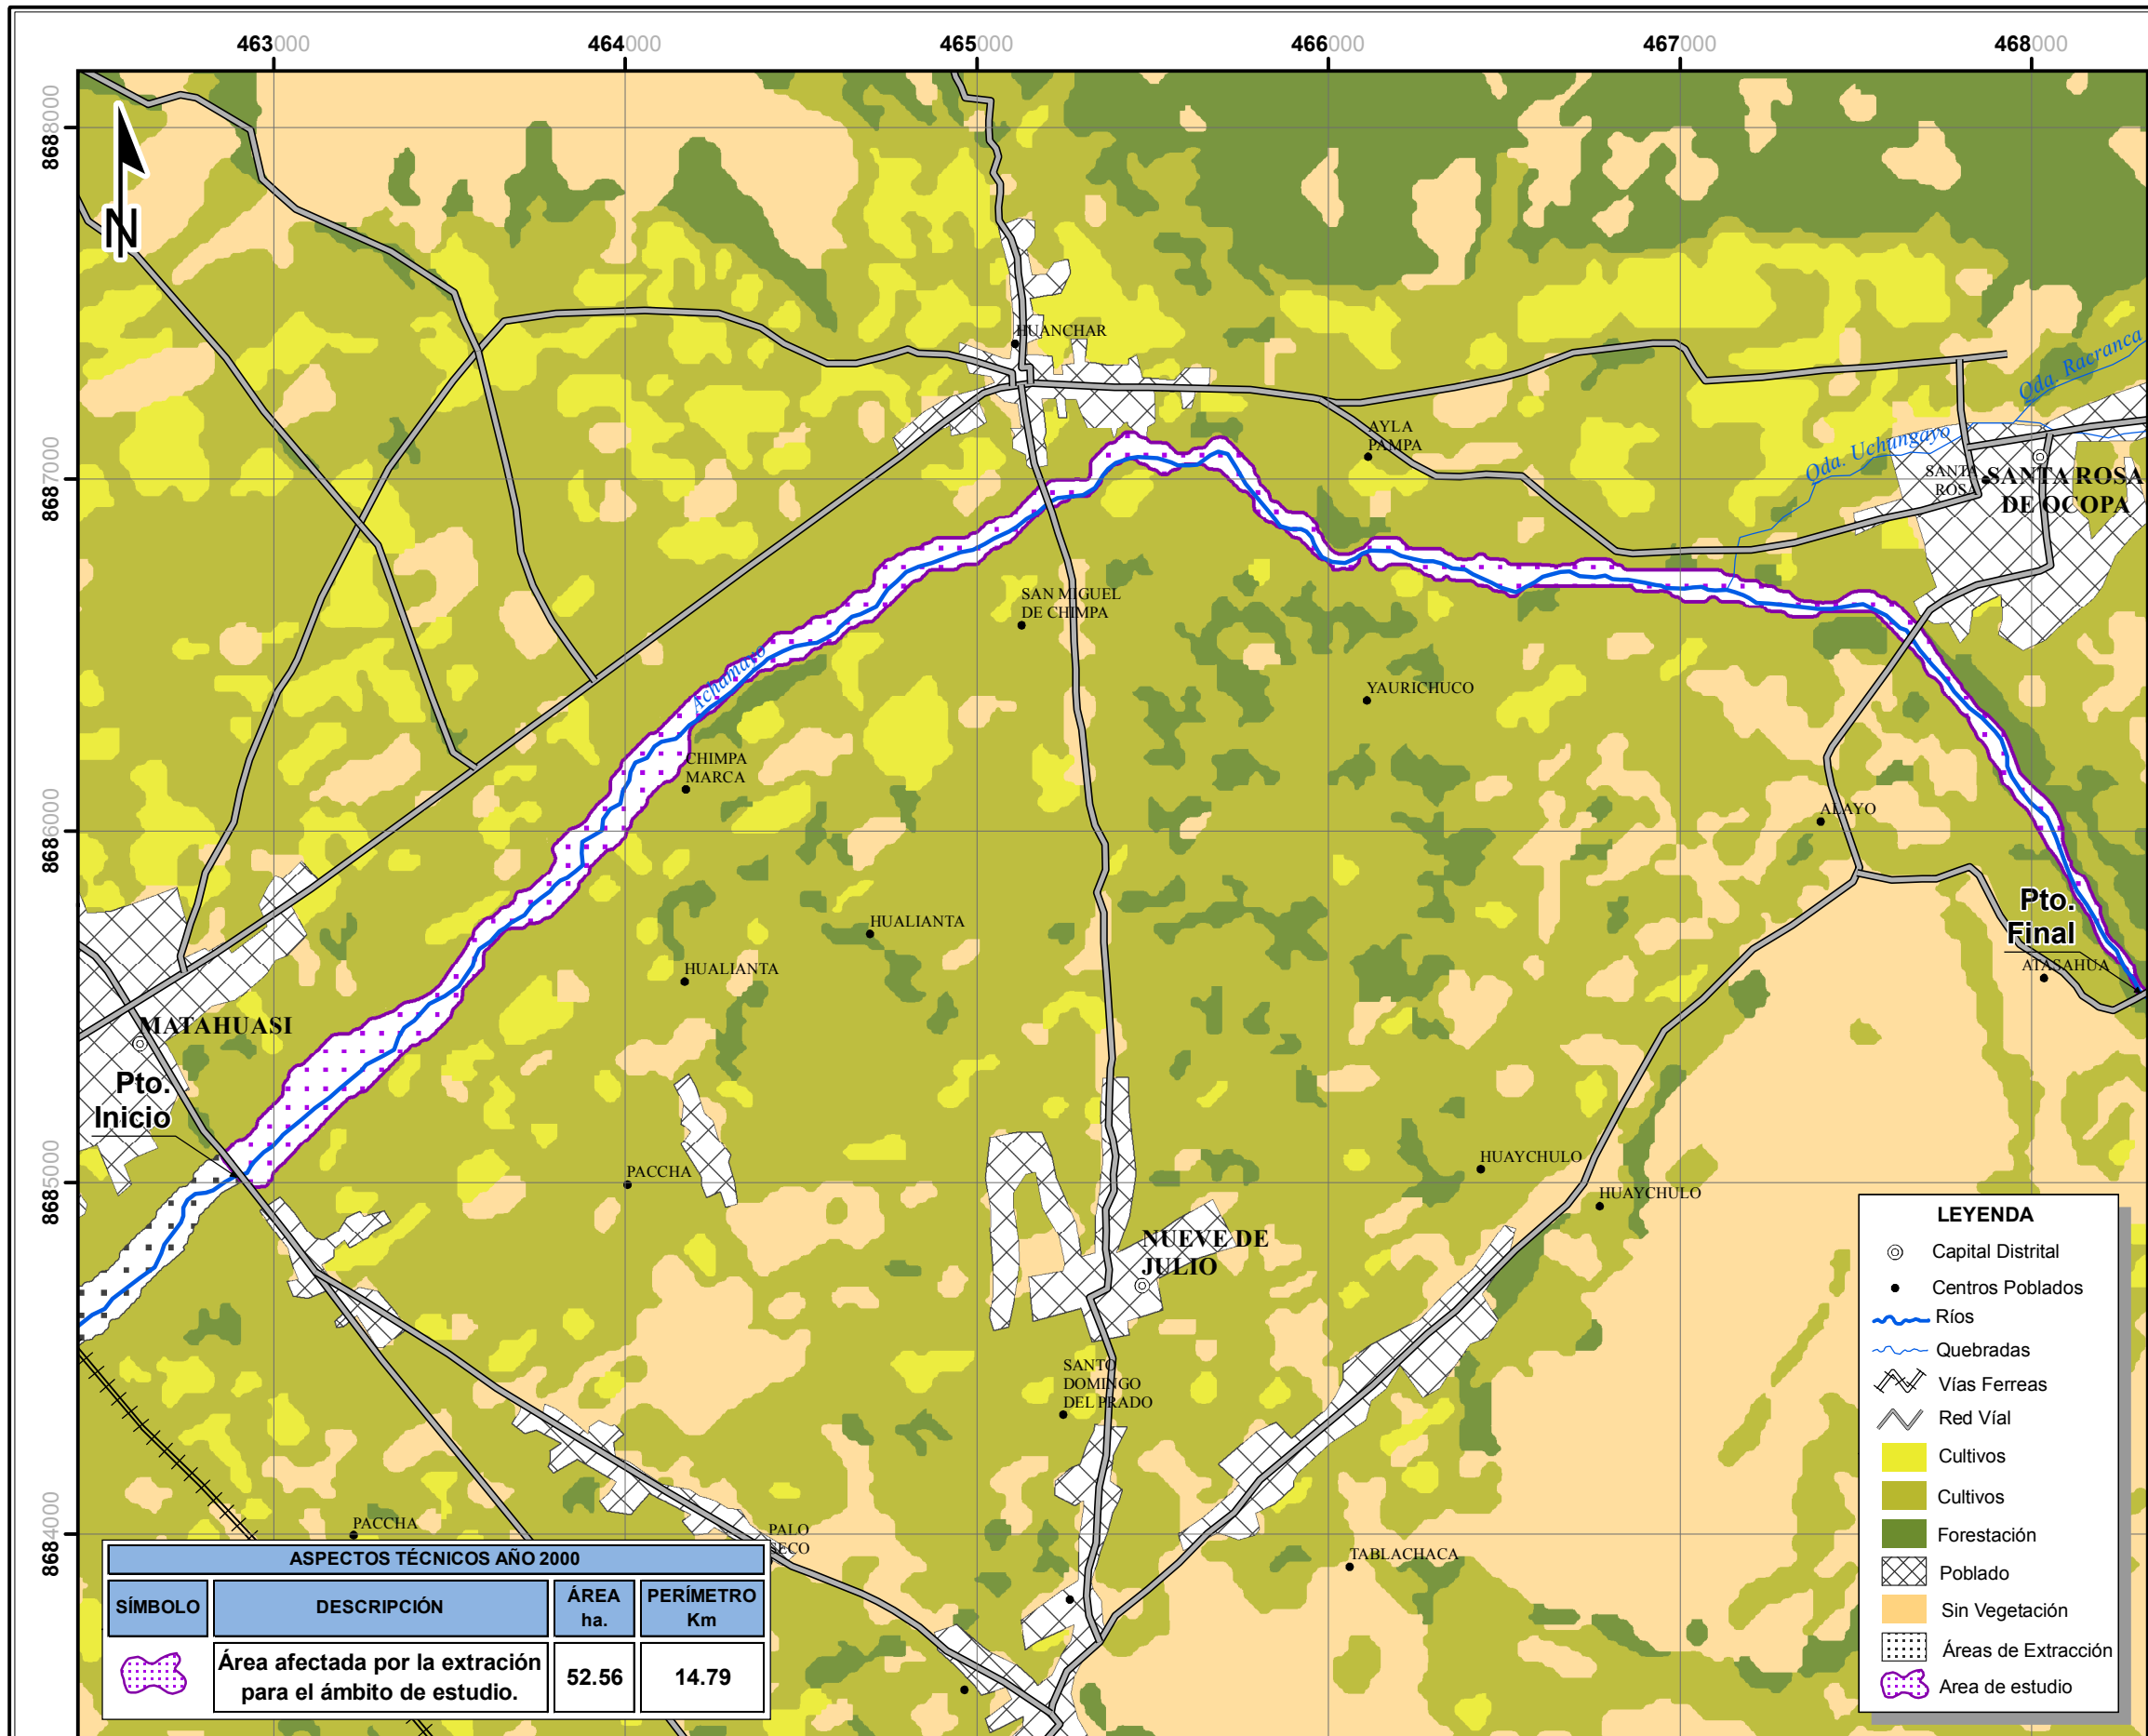 463000
464000
465000
466000
467000
468000
8688000
8687000
8686000
8685000
8684000
N
HUANCHAR
AYLA
PAMPA
Qda. Racranca
Qda. Uchungayo
SANTA
ROSA
SANTA ROSA
DE OCOPA
SAN MIGUEL
DE CHIMPA
Achamayo
YAURICHUCO
CHIMPA
MARCA
ALAYO
Pto.
Final
ATASAHUA
HUALIANTA
HUALIANTA
MATAHUASI
Pto.
Inicio
PACCHA
HUAYCHULO
HUAYCHULO
NUEVE DE
JULIO
SANTO
DOMINGO
DEL PRADO
PACCHA
PALO
SECO
TABLACHACA
LEYENDA
Capital Distrital
Centros Poblados
Ríos
Quebradas
Vías Ferreas
Red Víal
Cultivos
Cultivos
Forestación
Poblado
Sin Vegetación
Áreas de Extracción
Area de estudio
ASPECTOS TÉCNICOS AÑO 2000
SÍMBOLO DESCRIPCIÓN ÁREA ha. PERÍMETRO Km
Área afectada por la extración
para el ámbito de estudio.
52.56 14.79